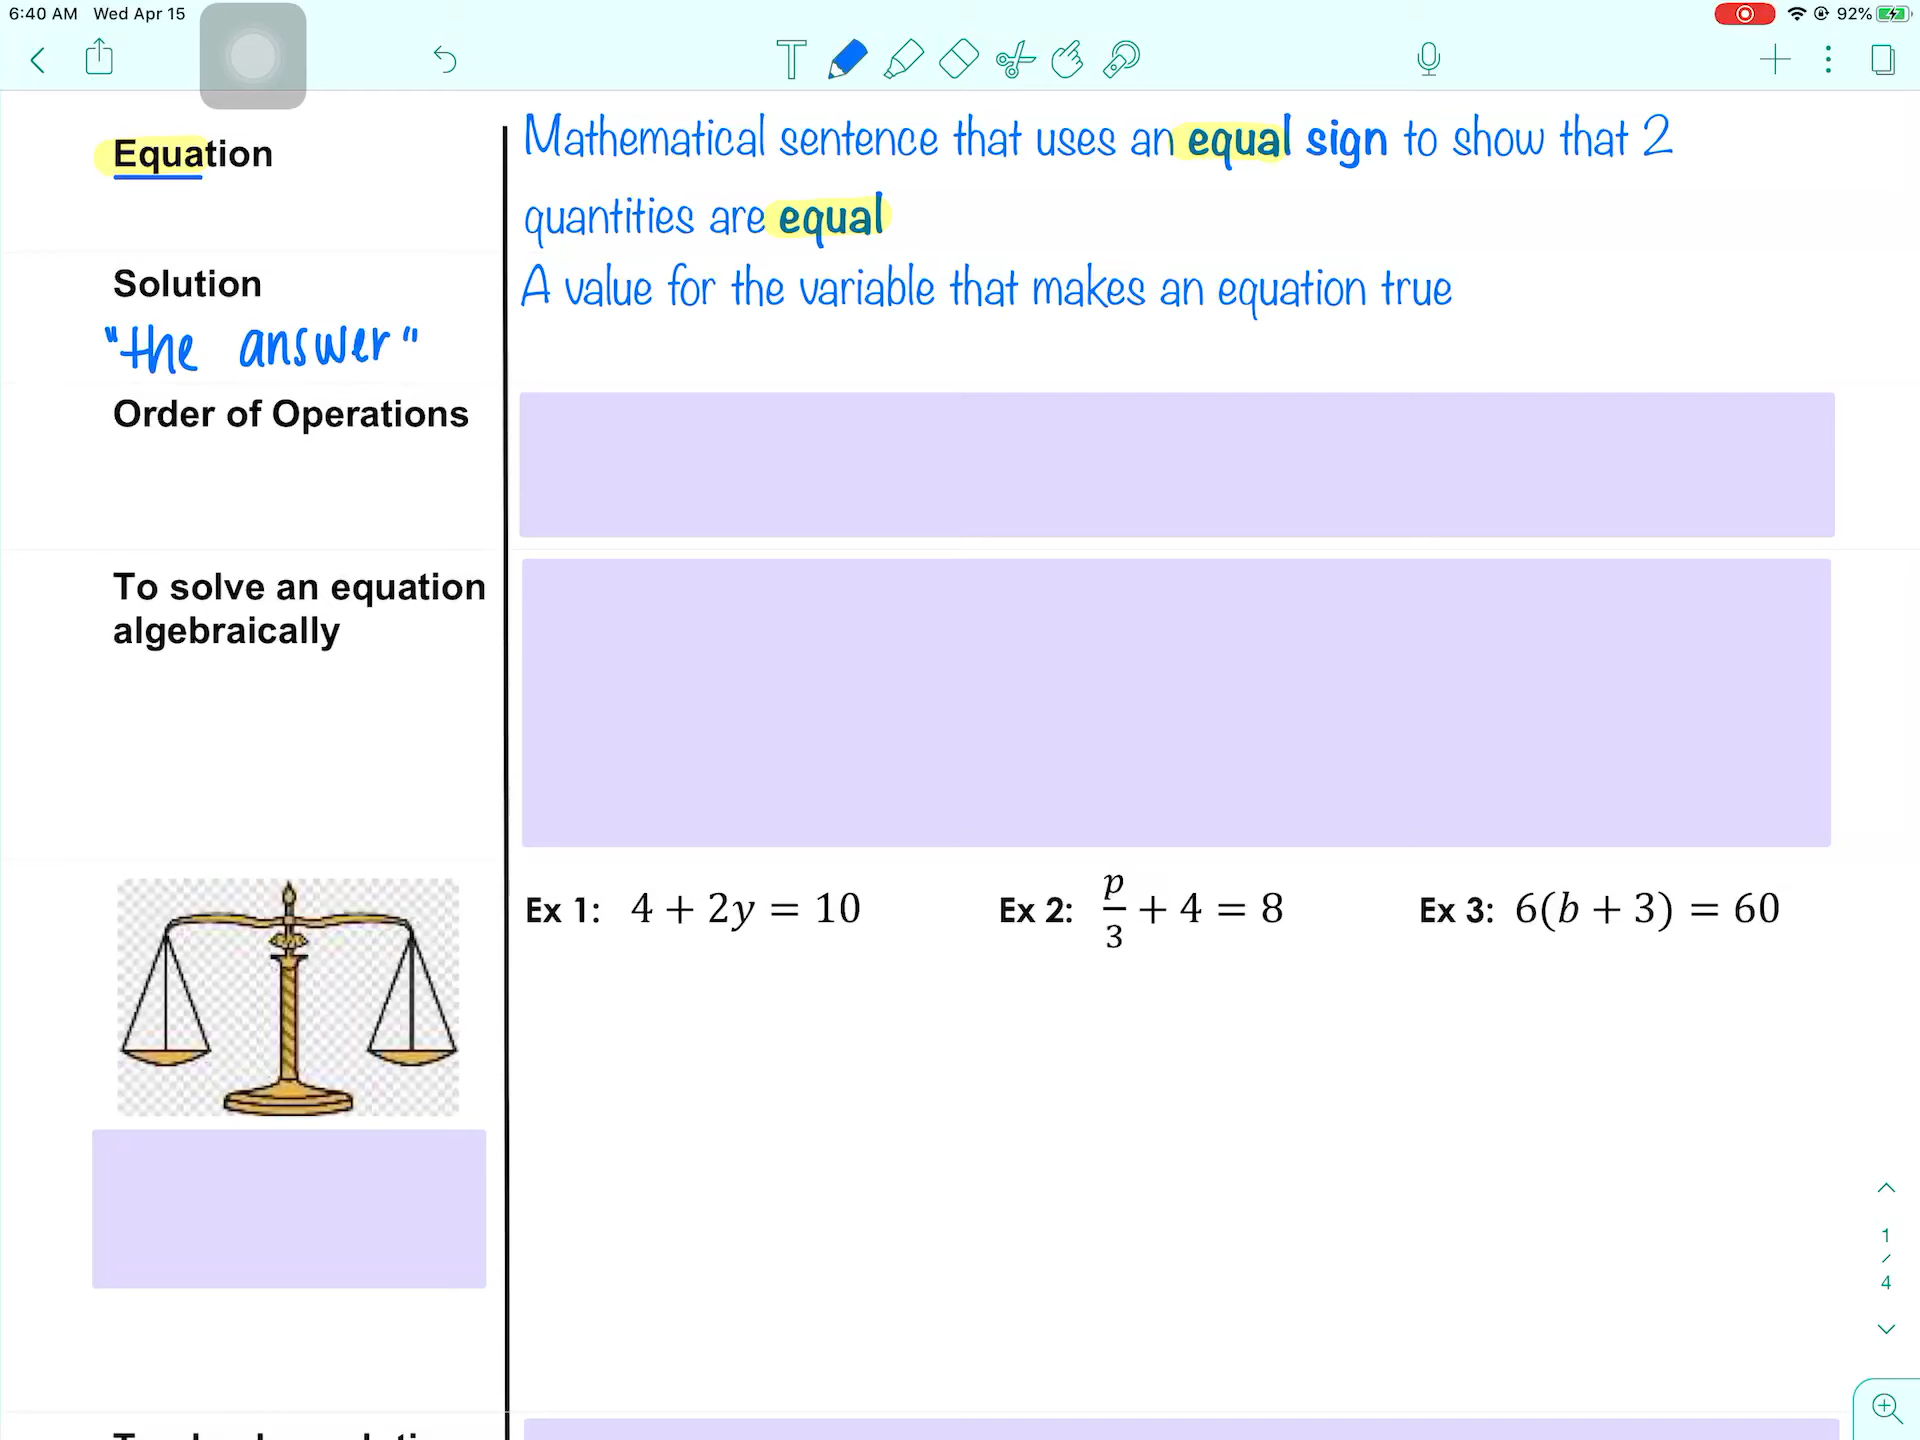 6:40 AM Wed Apr 15
92%
T
Equation
Mathematical sentence that uses an equal sign to show that 2
quantities are equal
Solution
"the answer"
A value for the variable that makes an equation true
Order of Operations
To solve an equation
algebraically
Ex 1: 4 + 2y = 10
Ex 2: p/3 + 4 = 8
Ex 3: 6(b + 3) = 60
1
/
4